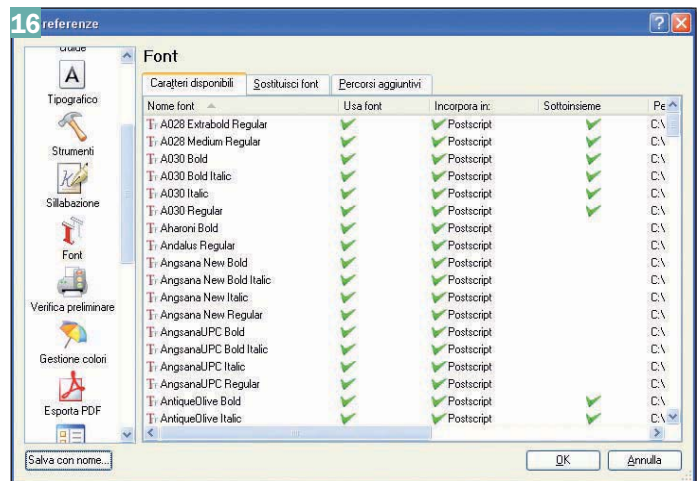 16
referenze
Guide
Tipografico
Strumenti
Sillabazione
Font
Verifica preliminare
Gestione colori
Esporta PDF
Salva con nome...
Font
Caratteri disponibili Sostituisci font Percorsi aggiuntivi
Nome font Usa font Incorpora in: Sottoinsieme Pe
A028 Extrabold Regular Postscript C:\
A028 Medium Regular Postscript C:\
A030 Bold Postscript C:\
A030 Bold Italic Postscript C:\
A030 Italic Postscript C:\
A030 Regular Postscript C:\
Aharoni Bold Postscript C:\
Andalus Regular Postscript C:\
Angsana New Bold Postscript C:\
Angsana New Bold Italic Postscript C:\
Angsana New Italic Postscript C:\
Angsana New Regular Postscript C:\
AngsanaUPC Bold Postscript C:\
AngsanaUPC Bold Italic Postscript C:\
AngsanaUPC Italic Postscript C:\
AngsanaUPC Regular Postscript C:\
AntiqueOlive Bold Postscript C:\
AntiqueOlive Italic Postscript C:\
OK Annulla